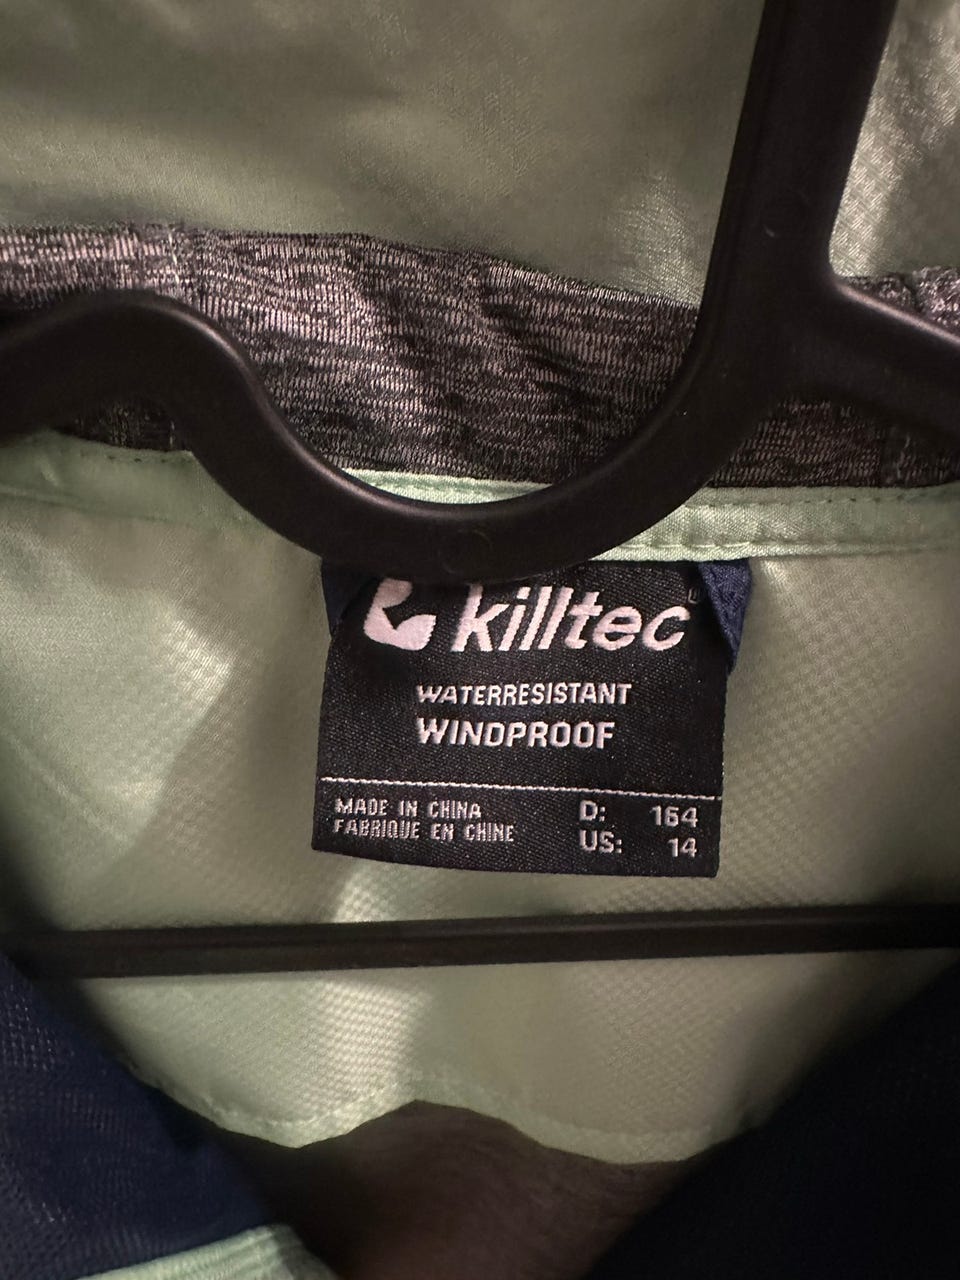 killtec®
WATERRESISTANT
WINDPROOF
MADE IN CHINA
FABRIQUE EN CHINE
D: 164
US: 14